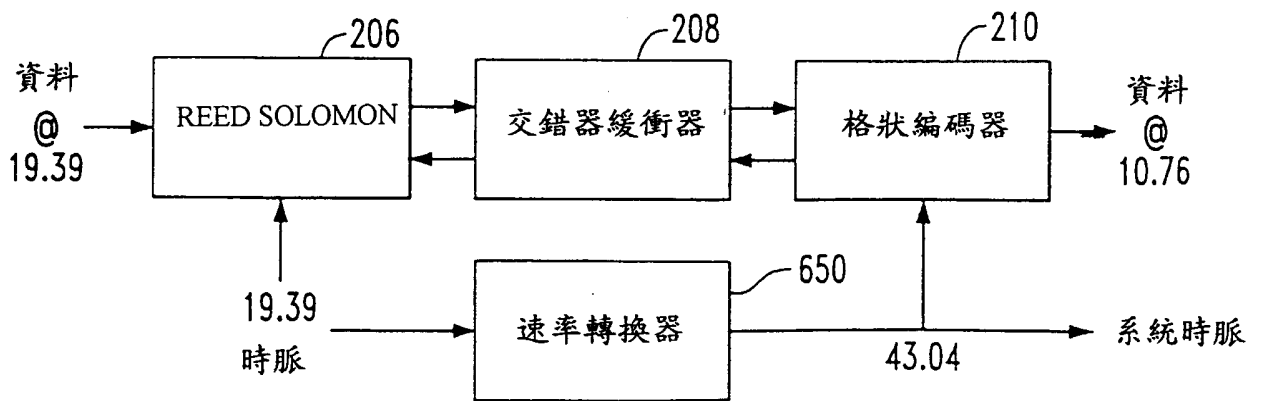 206
208
210
資料
@
19.39
REED SOLOMON
交錯器緩衝器
格狀編碼器
資料
@
10.76
19.39
時脈
650
速率轉換器
43.04
系統時脈